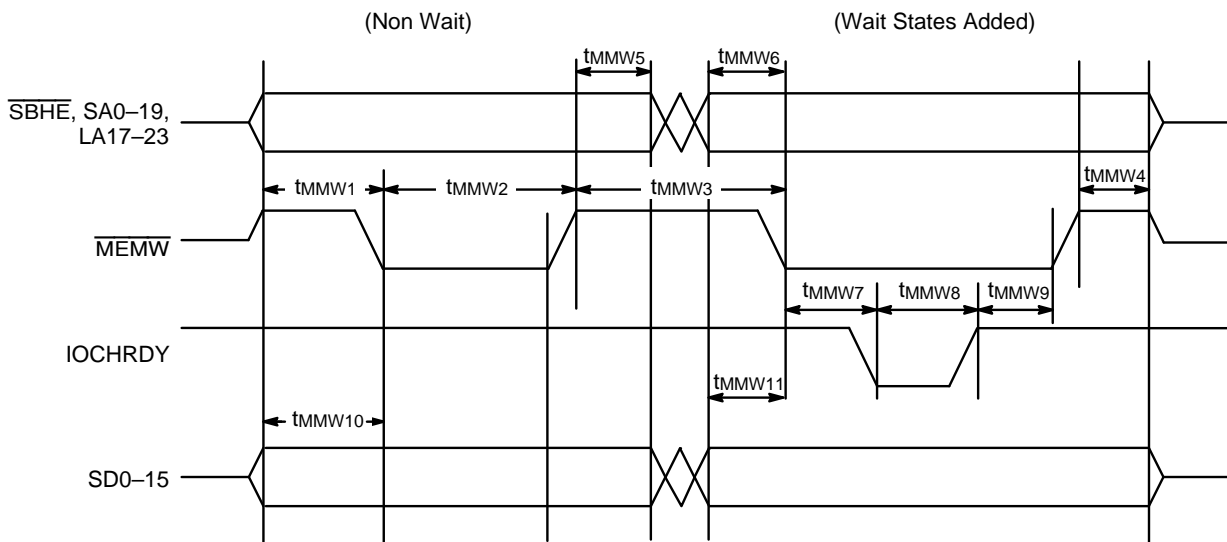 (Non Wait) (Wait States Added)
tMMW5 tMMW6
SBHE, SA0–19,
LA17–23
tMMW1 tMMW2 tMMW3 tMMW4
MEMW
tMMW7 tMMW8 tMMW9
IOCHRDY
tMMW11
tMMW10
SD0–15